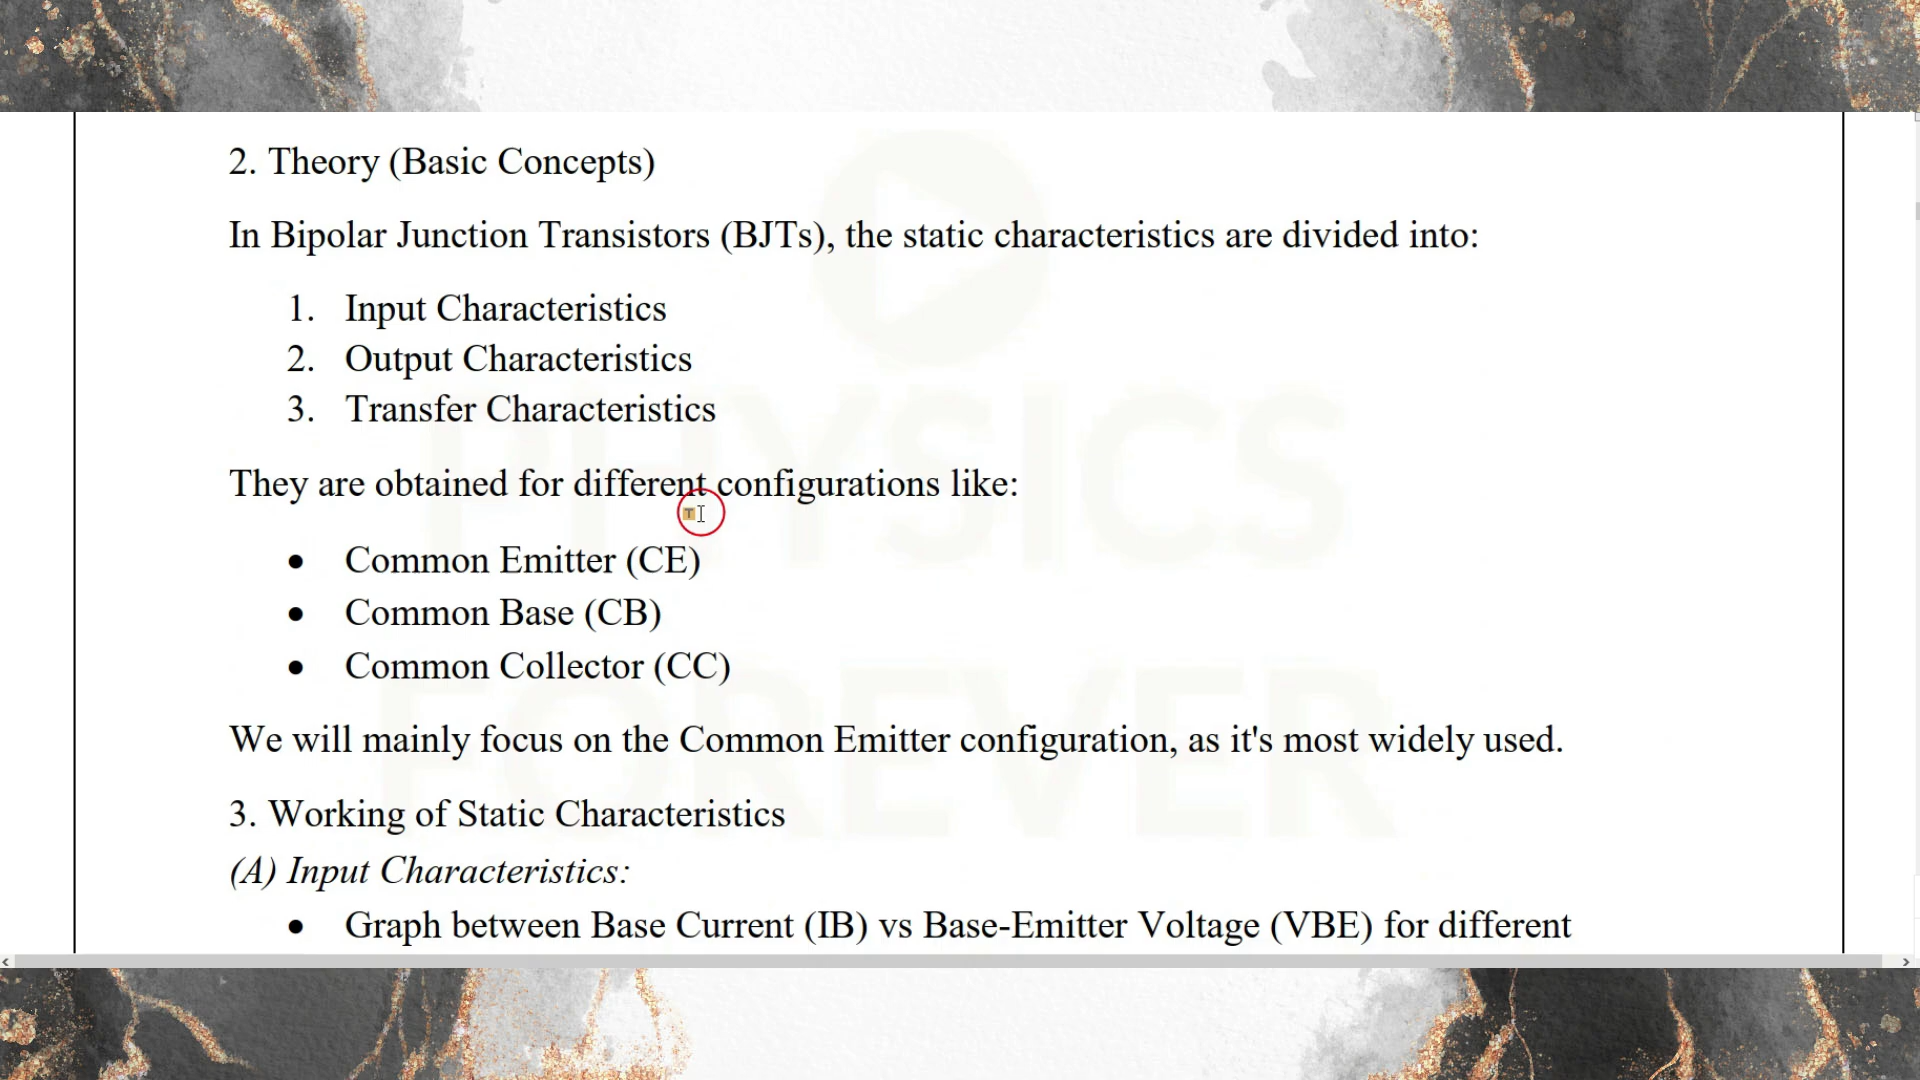 2. Theory (Basic Concepts)
In Bipolar Junction Transistors (BJTs), the static characteristics are divided into:
1. Input Characteristics
2. Output Characteristics
3. Transfer Characteristics
They are obtained for different configurations like:
• Common Emitter (CE)
• Common Base (CB)
• Common Collector (CC)
We will mainly focus on the Common Emitter configuration, as it's most widely used.
3. Working of Static Characteristics
(A) Input Characteristics:
• Graph between Base Current (IB) vs Base-Emitter Voltage (VBE) for different
PHYSICS
FOREVER